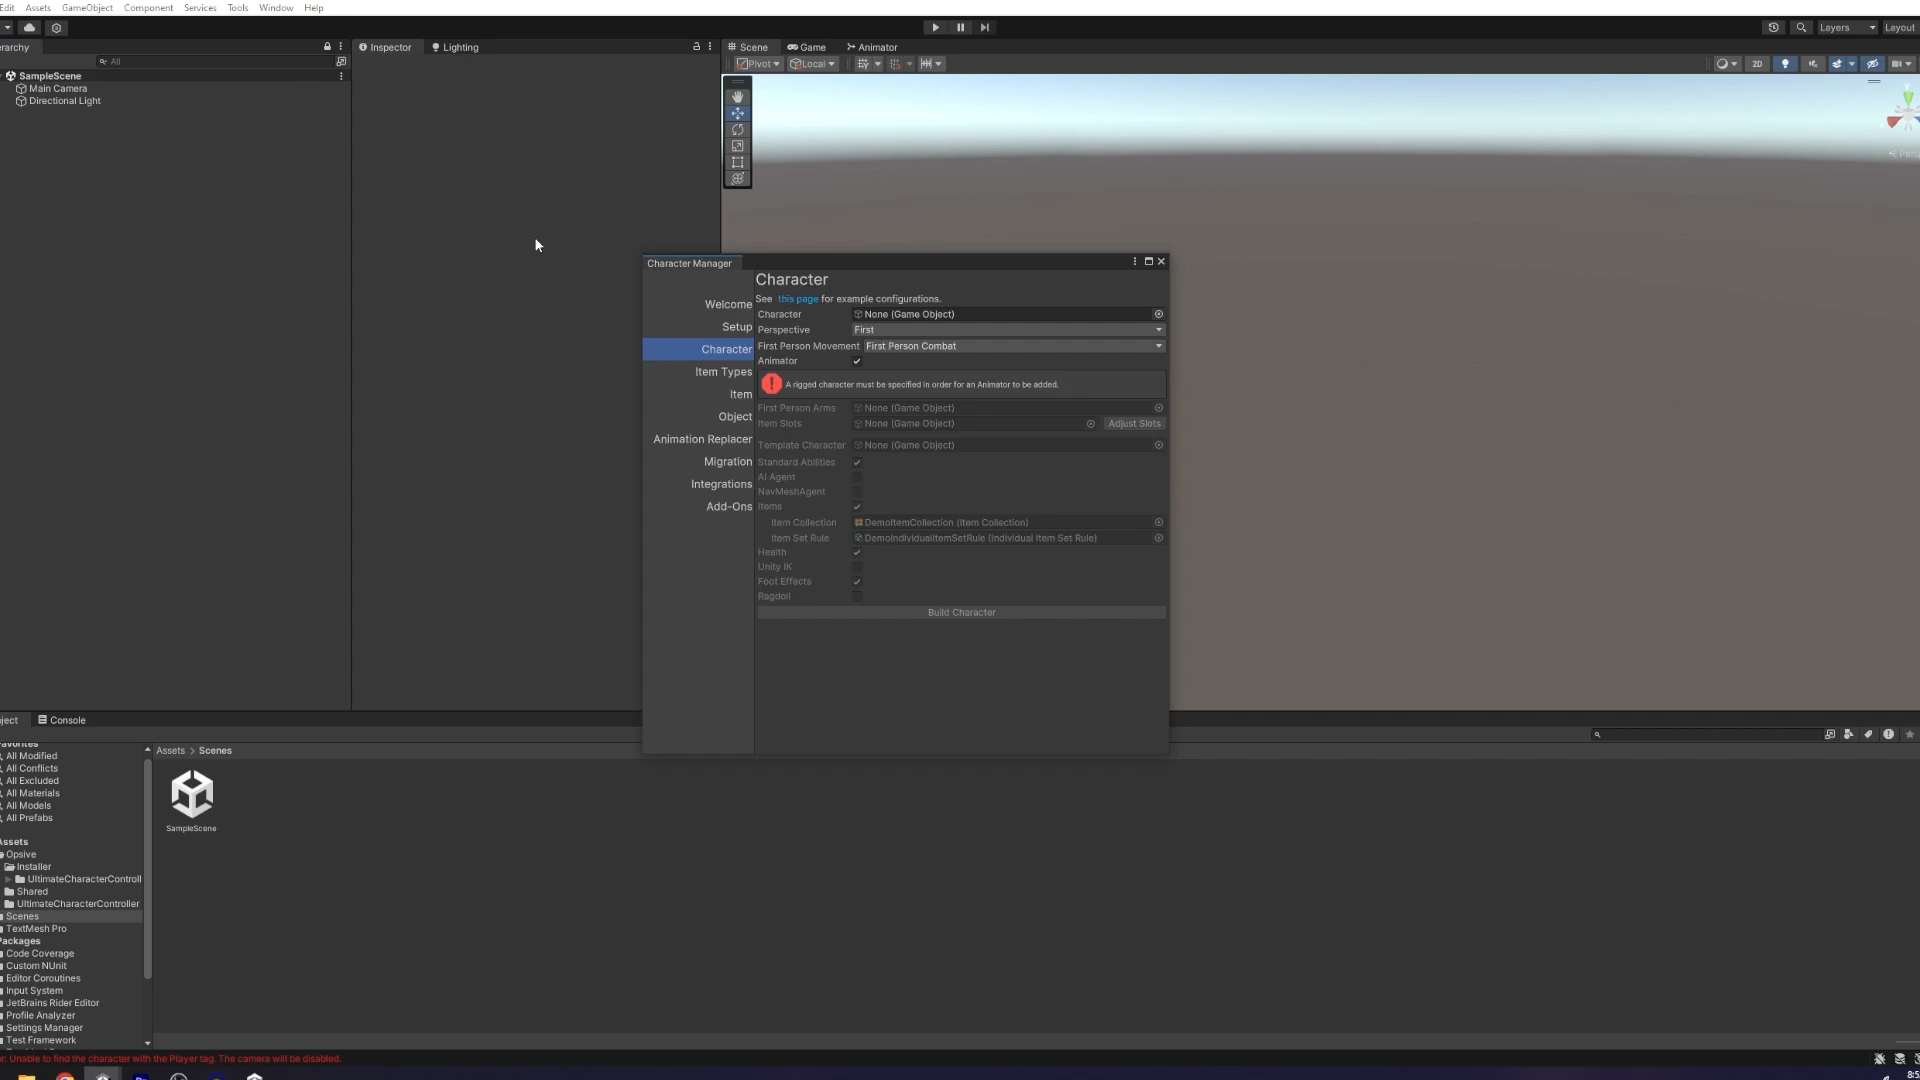 Edit Assets GameObject Component Services Tools Window Help
Layers Layout
erarchy Inspector Lighting Scene Game Animator
All
Pivot Local 2D
SampleScene
Main Camera
Directional Light
Persp
Character Manager
Character
See this page for example configurations.
Welcome
Setup
Character
Item Types
Item
Object
Animation Replacer
Migration
Integrations
Add-Ons
Character None (Game Object)
Perspective First
First Person Movement First Person Combat
Animator
A rigged character must be specified in order for an Animator to be added.
First Person Arms None (Game Object)
Item Slots None (Game Object) Adjust Slots
Template Character None (Game Object)
Standard Abilities
AI Agent
NavMeshAgent
Items
Item Collection DemoItemCollection (Item Collection)
Item Set Rule DemoIndividualItemSetRule (Individual Item Set Rule)
Health
Unity IK
Foot Effects
Ragdoll
Build Character
oject Console
Favorites
All Modified
All Conflicts
All Excluded
All Materials
All Models
All Prefabs
Assets
Opsive
Installer
UltimateCharacterControll
Shared
UltimateCharacterController
Scenes
TextMesh Pro
Packages
Code Coverage
Custom NUnit
Editor Coroutines
Input System
JetBrains Rider Editor
Profile Analyzer
Settings Manager
Test Framework
Assets > Scenes
SampleScene
r: Unable to find the character with the Player tag. The camera will be disabled.
8:5